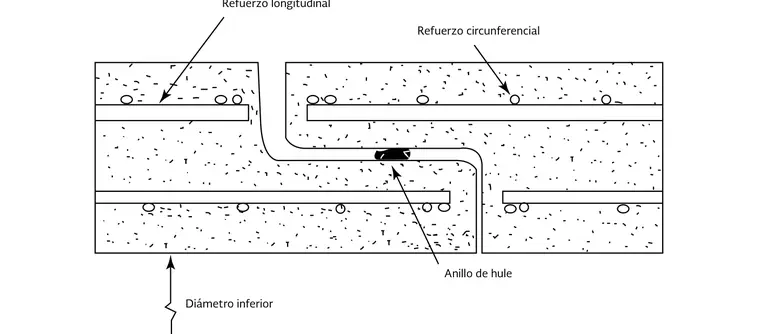 Refuerzo longitudinal
Refuerzo circunferencial
Anillo de hule
Diámetro inferior